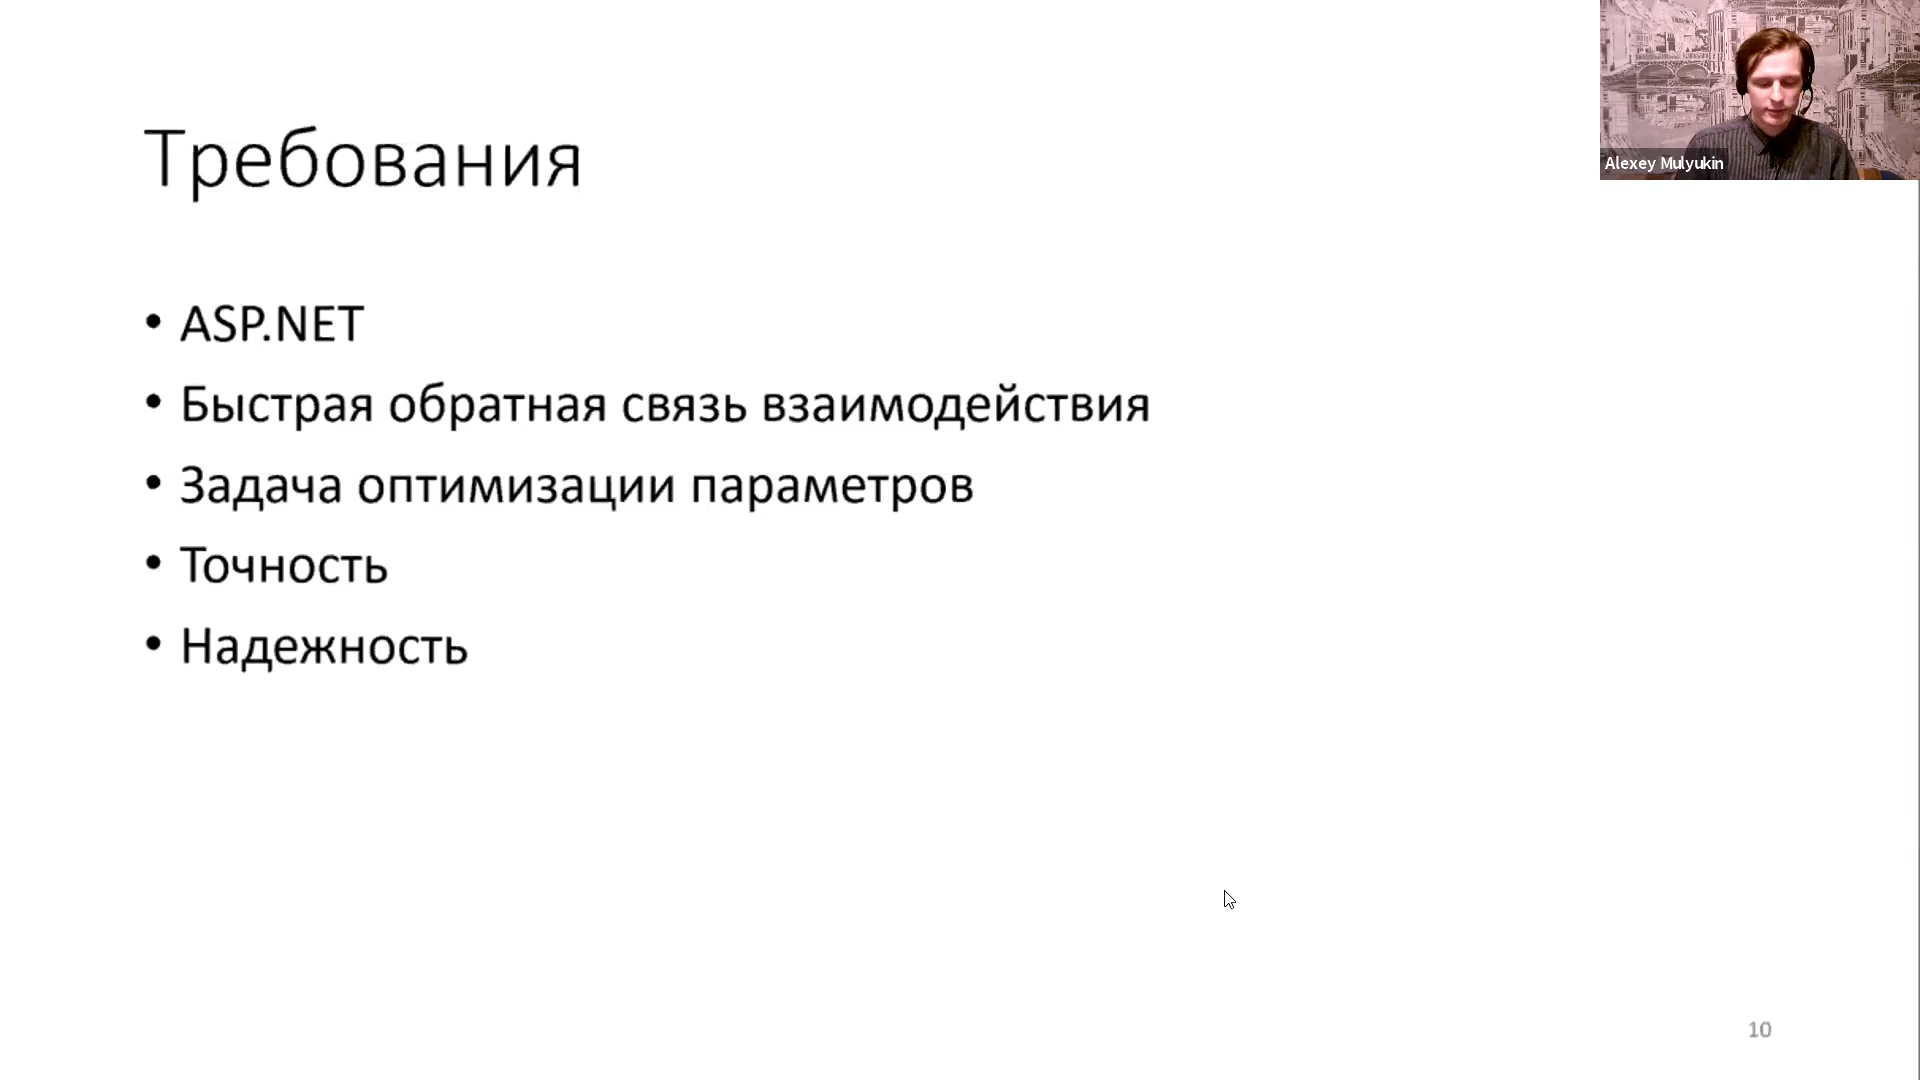 Alexey Mulyukin
Требования
• ASP.NET
• Быстрая обратная связь взаимодействия
• Задача оптимизации параметров
• Точность
• Надежность
10